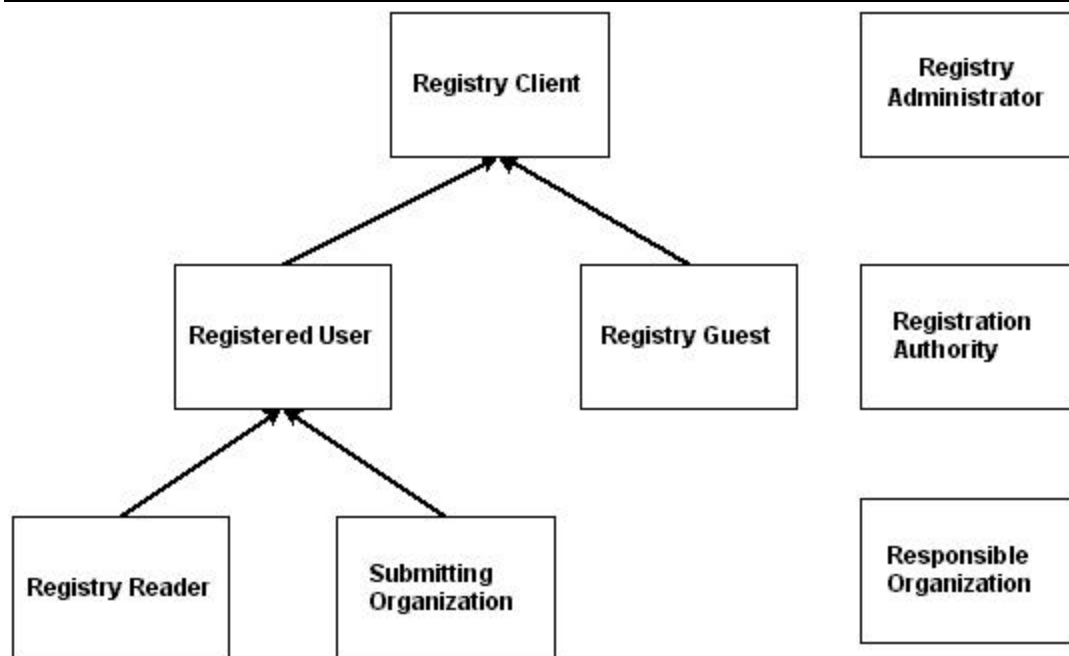 Registry Client
Registry
Administrator
Registered User
Registry Guest
Registration
Authority
Registry Reader
Submitting
Organization
Responsible
Organization